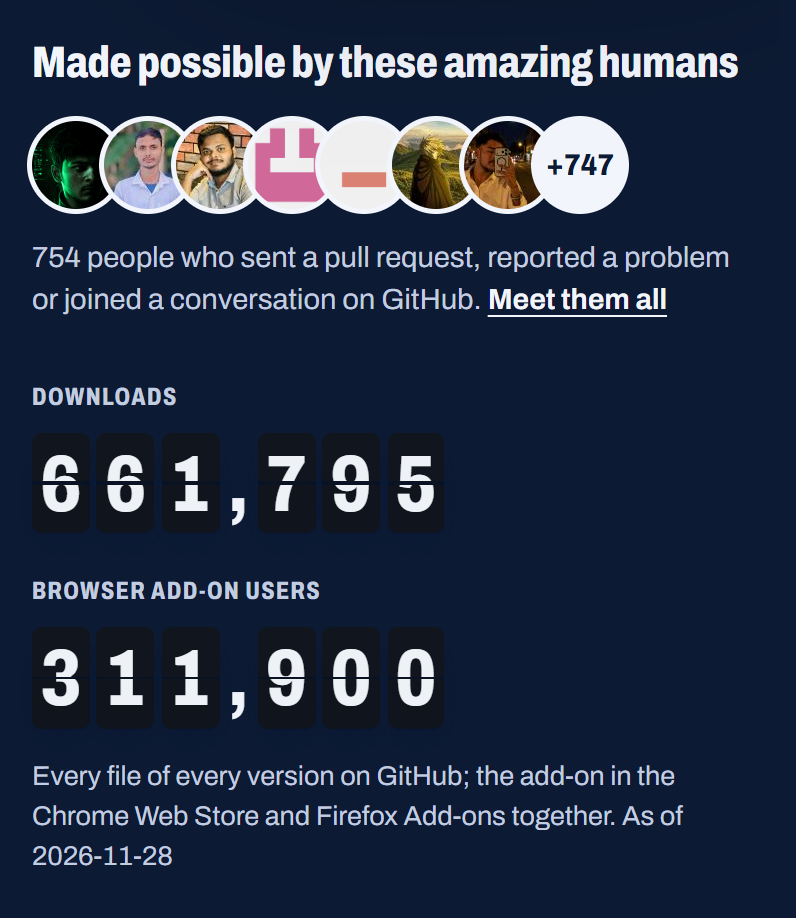 Made possible by these amazing humans
+747
754 people who sent a pull request, reported a problem
or joined a conversation on GitHub. Meet them all
DOWNLOADS
661,795
BROWSER ADD-ON USERS
311,900
Every file of every version on GitHub; the add-on in the
Chrome Web Store and Firefox Add-ons together. As of
2026-11-28